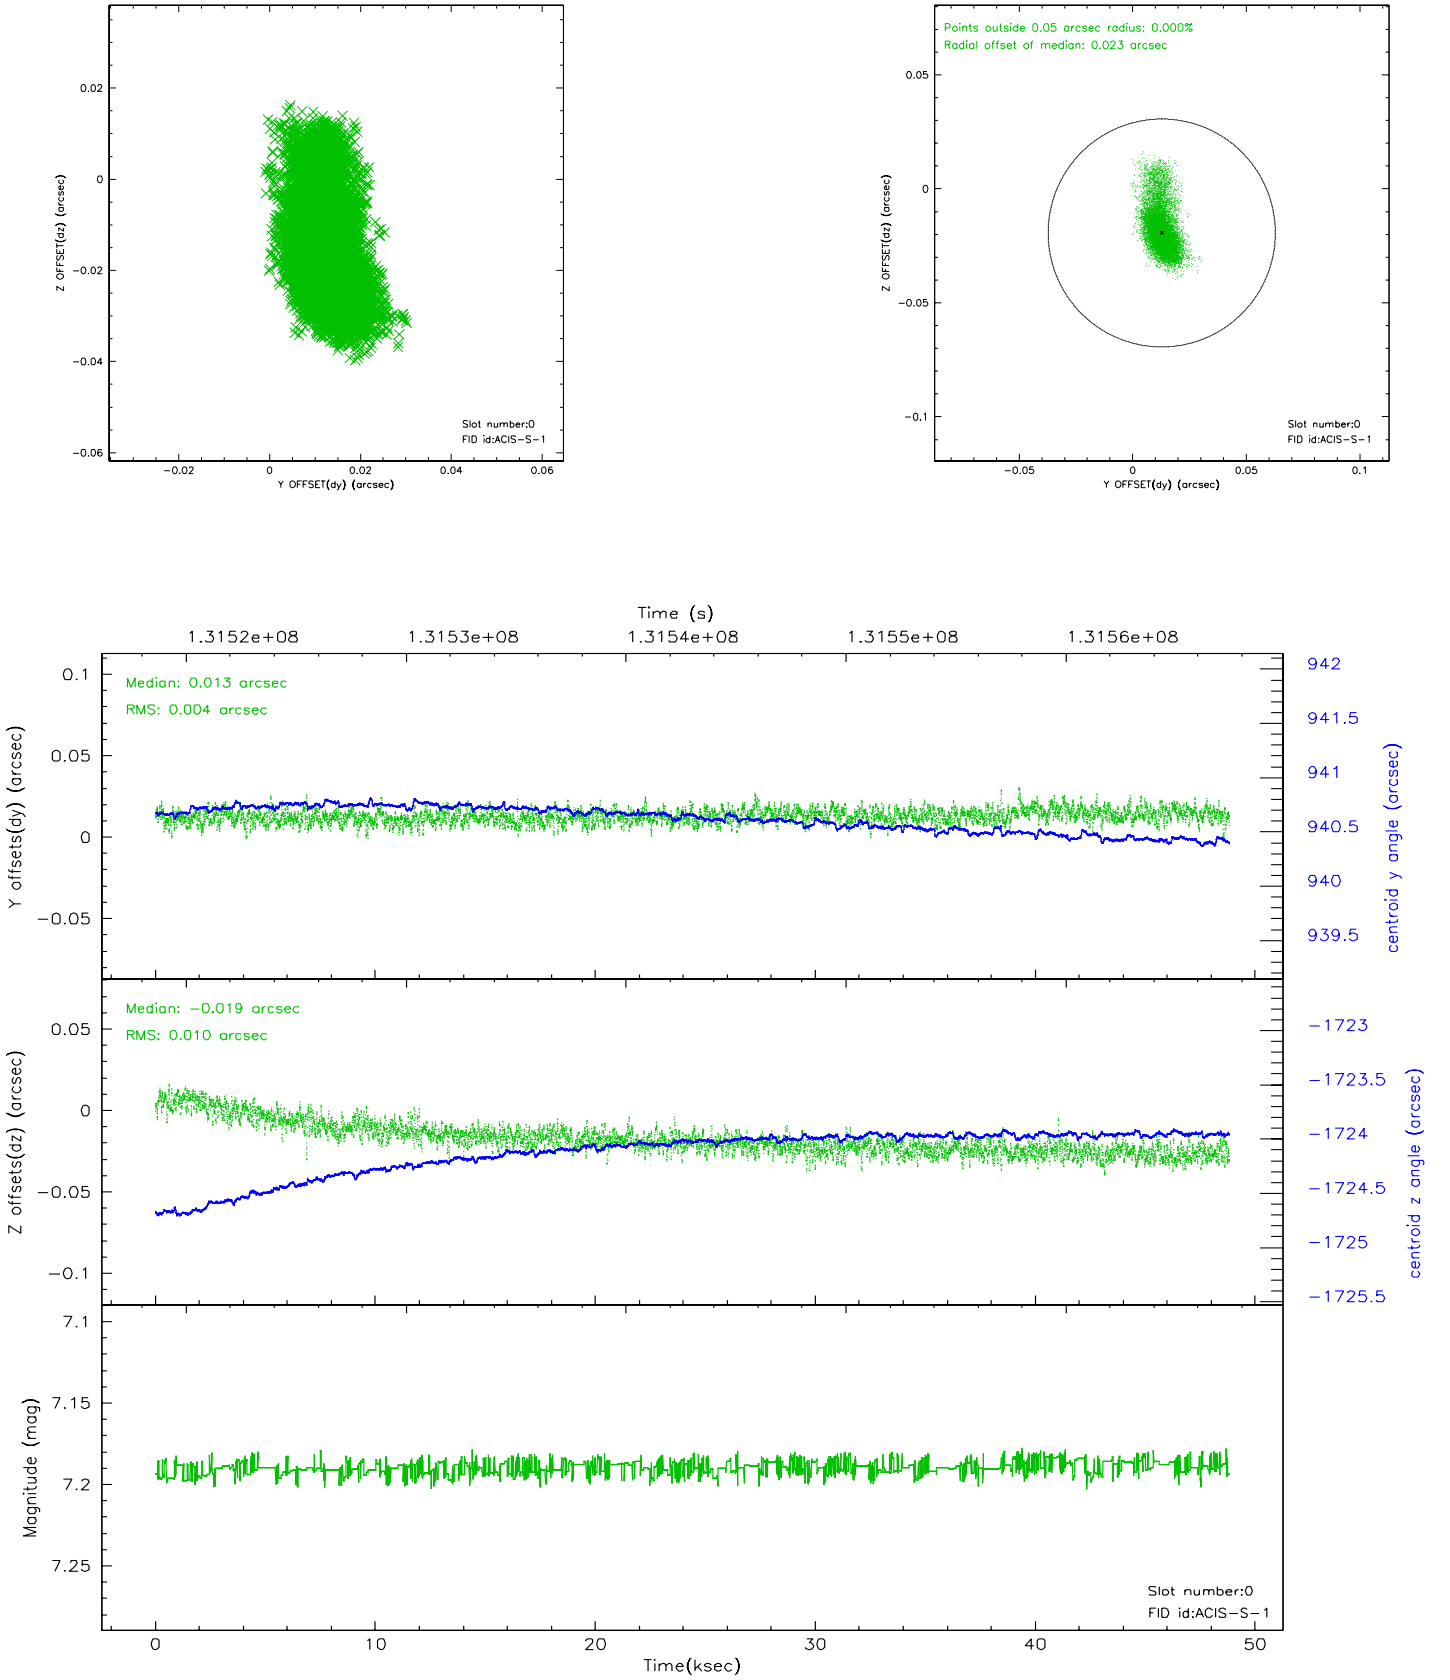 0.02
0
−0.02
−0.04
−0.06
Z OFFSET(dz) (arcsec)
−0.02 0 0.02 0.04 0.06
Y OFFSET(dy) (arcsec)
Slot number:0
FID id:ACIS−S−1
Points outside 0.05 arcsec radius: 0.000%
Radial offset of median: 0.023 arcsec
0.05
0
−0.05
−0.1
Z OFFSET(dz) (arcsec)
−0.05 0 0.05 0.1
Y OFFSET(dy) (arcsec)
Slot number:0
FID id:ACIS−S−1
Time (s)
1.3152e+08 1.3153e+08 1.3154e+08 1.3155e+08 1.3156e+08
Median: 0.013 arcsec
RMS: 0.004 arcsec
0.1
0.05
0
−0.05
Y offsets(dy) (arcsec)
942
941.5
941
940.5
940
939.5
centroid y angle (arcsec)
Median: −0.019 arcsec
RMS: 0.010 arcsec
0.05
0
−0.05
−0.1
Z offsets(dz) (arcsec)
−1723
−1723.5
−1724
−1724.5
−1725
−1725.5
centroid z angle (arcsec)
7.1
7.15
7.2
7.25
Magnitude (mag)
Slot number:0
FID id:ACIS−S−1
0 10 20 30 40 50
Time(ksec)